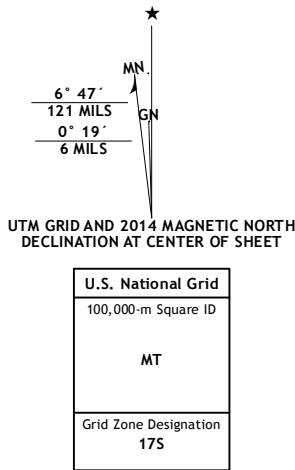 MN.
GN
6° 47´
121 MILS
0° 19´
6 MILS
UTM GRID AND 2014 MAGNETIC NORTH
DECLINATION AT CENTER OF SHEET
U.S. National Grid
100,000-m Square ID
MT
Grid Zone Designation
17S